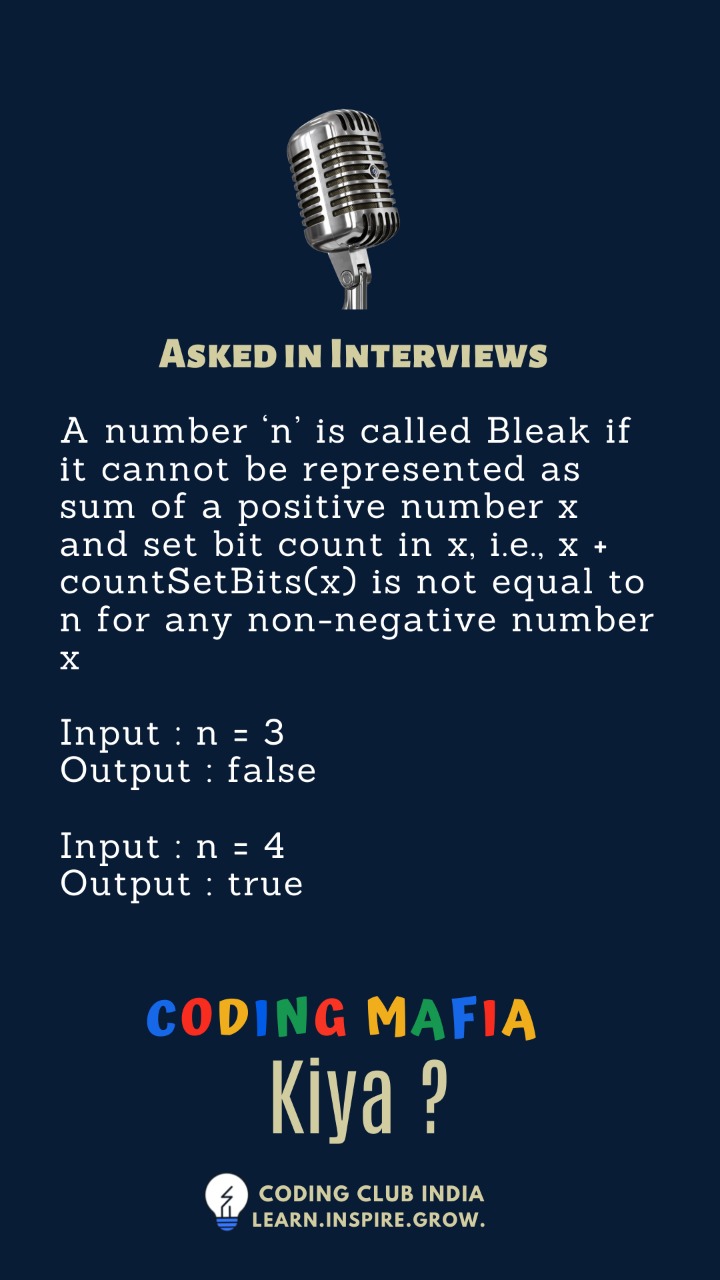 Asked in Interviews
A number ‘n’ is called Bleak if
it cannot be represented as
sum of a positive number x
and set bit count in x, i.e., x +
countSetBits(x) is not equal to
n for any non-negative number
x
Input : n = 3
Output : false
Input : n = 4
Output : true
CODING MAFIA
Kiya ?
CODING CLUB INDIA
LEARN.INSPIRE.GROW.